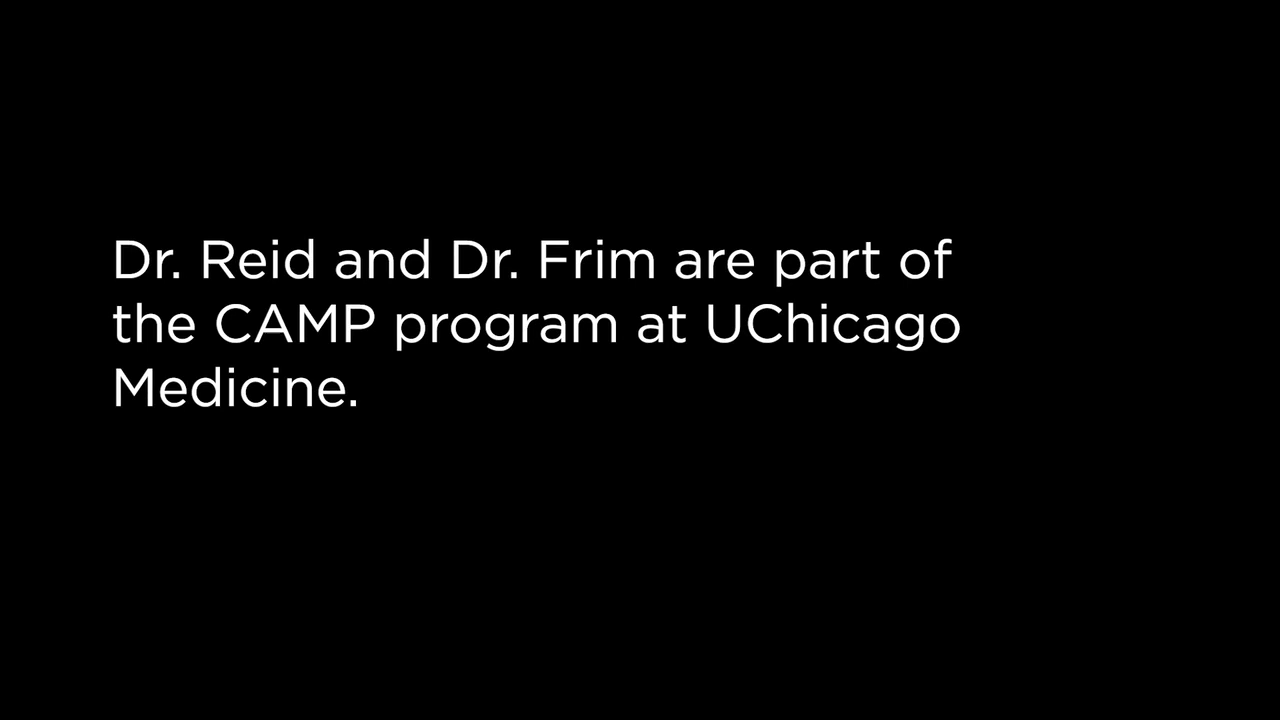 Dr. Reid and Dr. Frim are part of
the CAMP program at UChicago
Medicine.